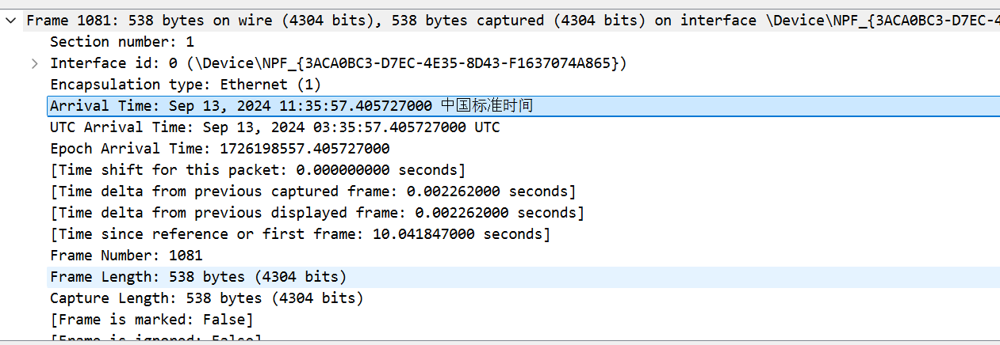 Frame 1081: 538 bytes on wire (4304 bits), 538 bytes captured (4304 bits) on interface \Device\NPF_{3ACA0BC3-D7EC-4
Section number: 1
Interface id: 0 (\Device\NPF_{3ACA0BC3-D7EC-4E35-8D43-F1637074A865})
Encapsulation type: Ethernet (1)
Arrival Time: Sep 13, 2024 11:35:57.405727000 中国标准时间
UTC Arrival Time: Sep 13, 2024 03:35:57.405727000 UTC
Epoch Arrival Time: 1726198557.405727000
[Time shift for this packet: 0.000000000 seconds]
[Time delta from previous captured frame: 0.002262000 seconds]
[Time delta from previous displayed frame: 0.002262000 seconds]
[Time since reference or first frame: 10.041847000 seconds]
Frame Number: 1081
Frame Length: 538 bytes (4304 bits)
Capture Length: 538 bytes (4304 bits)
[Frame is marked: False]
[Frame is ignored: False]